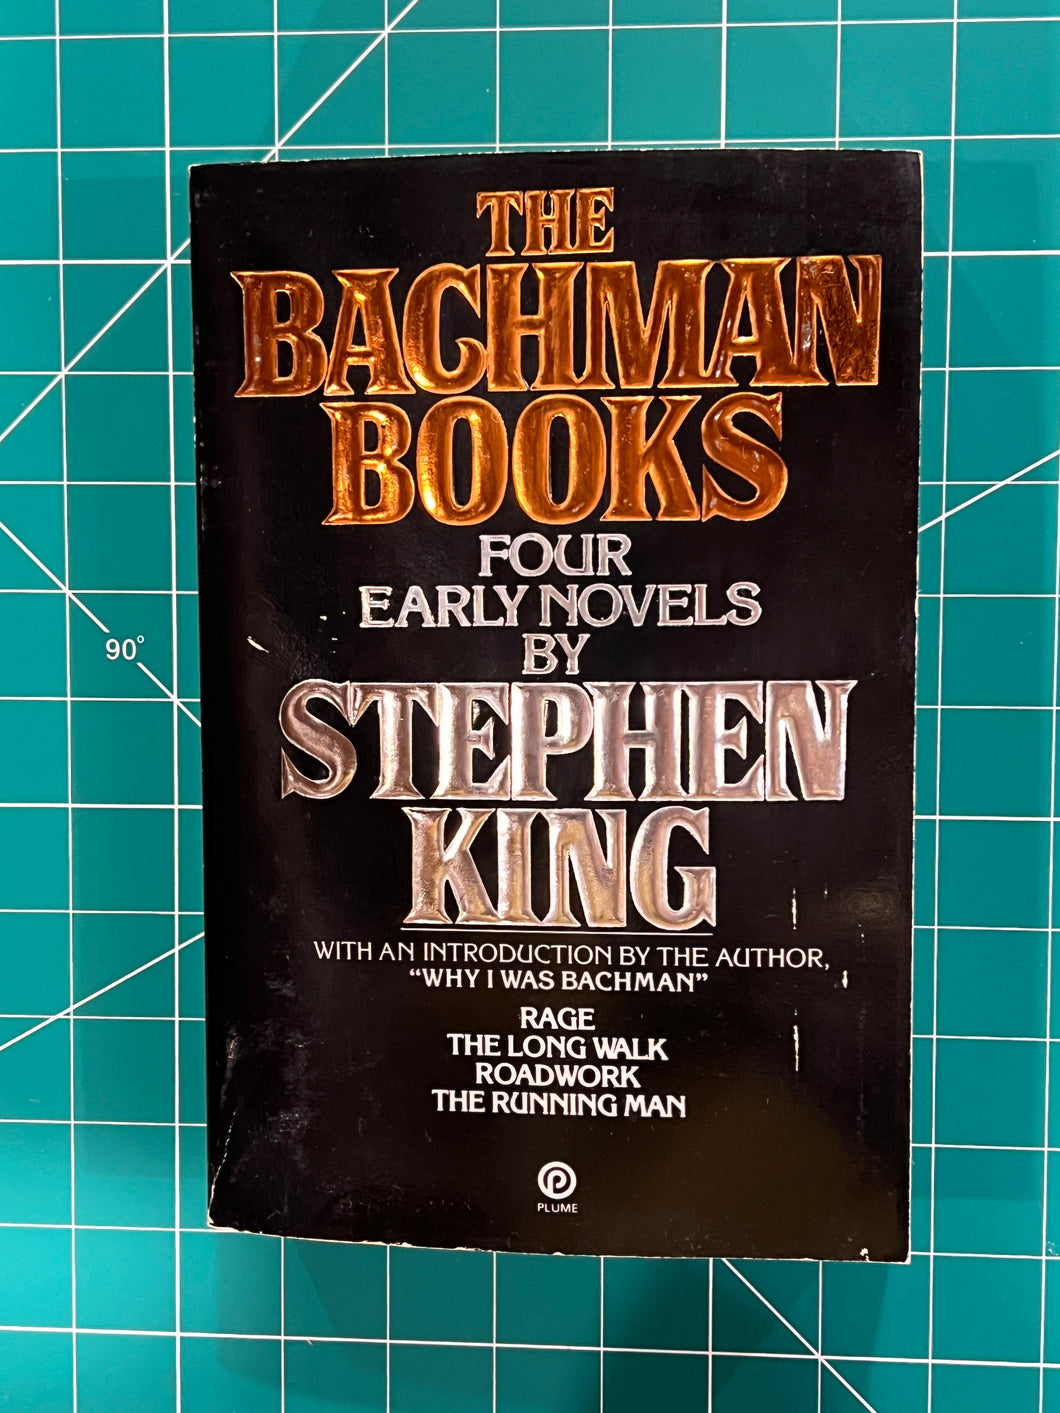 THE
BACHMAN
BOOKS
FOUR
EARLY NOVELS
BY
STEPHEN
KING
WITH AN INTRODUCTION BY THE AUTHOR,
“WHY I WAS BACHMAN”
RAGE
THE LONG WALK
ROADWORK
THE RUNNING MAN
PLUME
90°